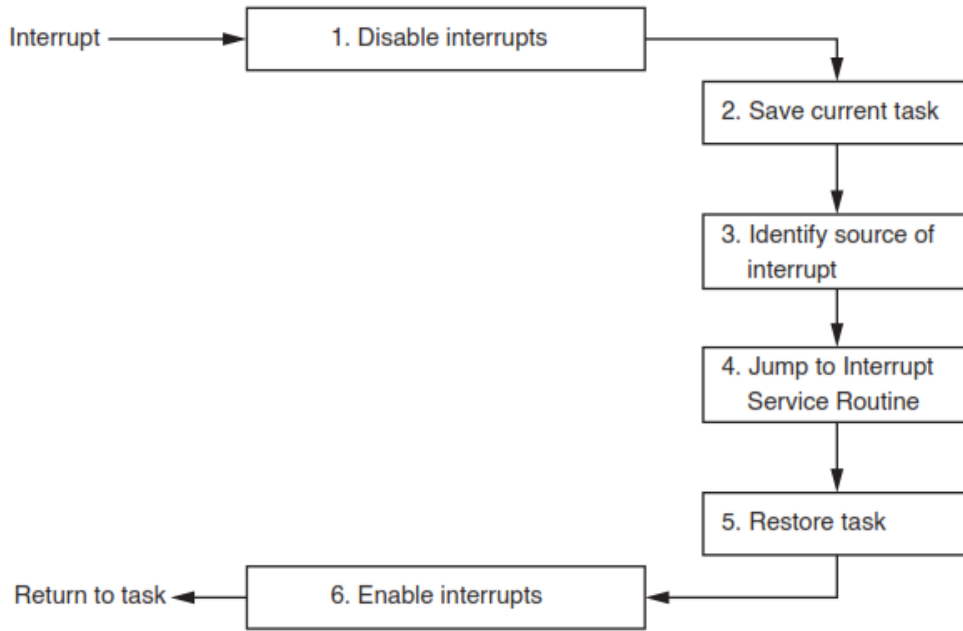 Interrupt
1. Disable interrupts
2. Save current task
3. Identify source of
interrupt
4. Jump to Interrupt
Service Routine
5. Restore task
6. Enable interrupts
Return to task